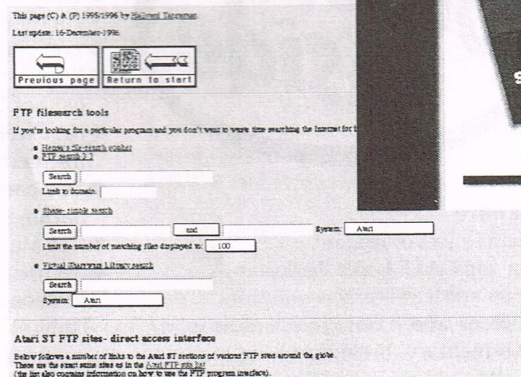 This page (C) & (P) 1995/1996 by
Last update: 16-December-1996
Previous page
Return to start
FTP filesearch tools
If you're looking for a particular program and you don't want to waste time searching the Internet for
FTP search
Search
Limit to domain:
Shase- simple search
Search and System: Atari
Limit the number of matching files displayed to: 100
Virtual Shareware Library search
Search
System: Atari
Atari ST FTP sites- direct access interface
Below follows a number of links to the Atari ST sections of various FTP sites around the globe.
These are the exact same sites as in the Atari FTP site list
(the list also contains information on how to use the FTP program interface).